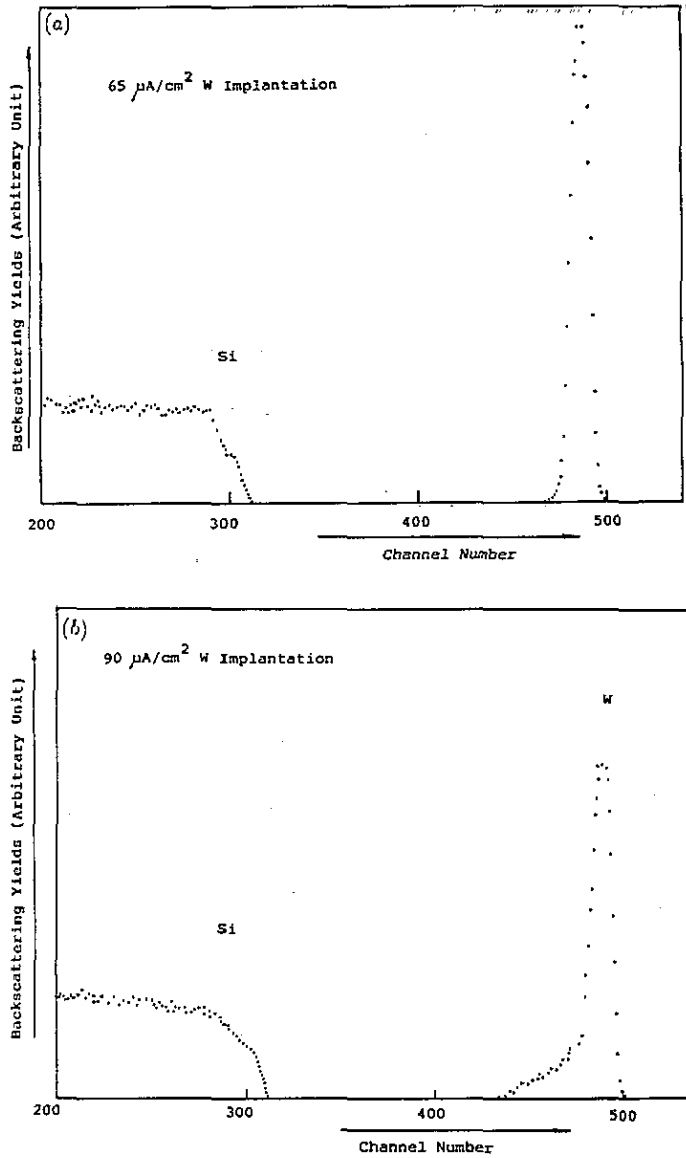 (a)
65 μA/cm² W Implantation
Backscattering Yields (Arbitrary Unit)
Si
200 300 400 500
Channel Number
(b)
90 μA/cm² W Implantation
Backscattering Yields (Arbitrary Unit)
W
Si
200 300 400 500
Channel Number